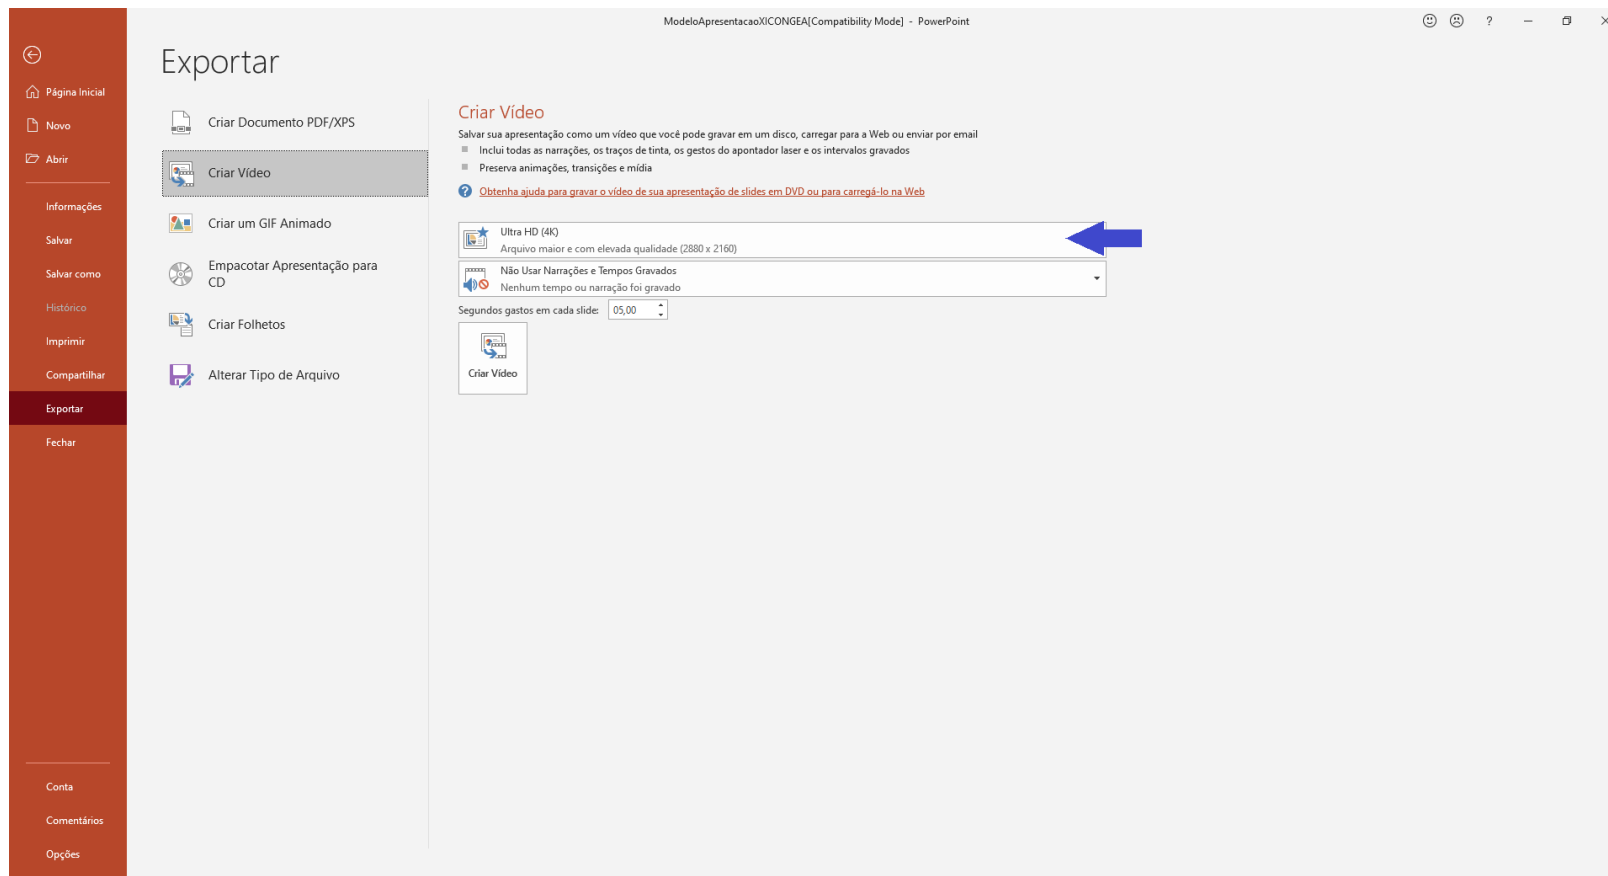 ModeloApresentacaoXICONGEA[Compatibility Mode] - PowerPoint
?
Exportar
Página Inicial
Novo
Abrir
Informações
Salvar
Salvar como
Histórico
Imprimir
Compartilhar
Exportar
Fechar
Conta
Comentários
Opções
Criar Documento PDF/XPS
Criar Vídeo
Criar um GIF Animado
Empacotar Apresentação para
CD
Criar Folhetos
Alterar Tipo de Arquivo
Criar Vídeo
Salvar sua apresentação como um vídeo que você pode gravar em um disco, carregar para a Web ou enviar por email
Inclui todas as narrações, os traços de tinta, os gestos do apontador laser e os intervalos gravados
Preserva animações, transições e mídia
? Obtenha ajuda para gravar o vídeo de sua apresentação de slides em DVD ou para carregá-lo na Web
Ultra HD (4K)
Arquivo maior e com elevada qualidade (2880 x 2160)
Não Usar Narrações e Tempos Gravados
Nenhum tempo ou narração foi gravado
Segundos gastos em cada slide: 05,00
Criar Vídeo